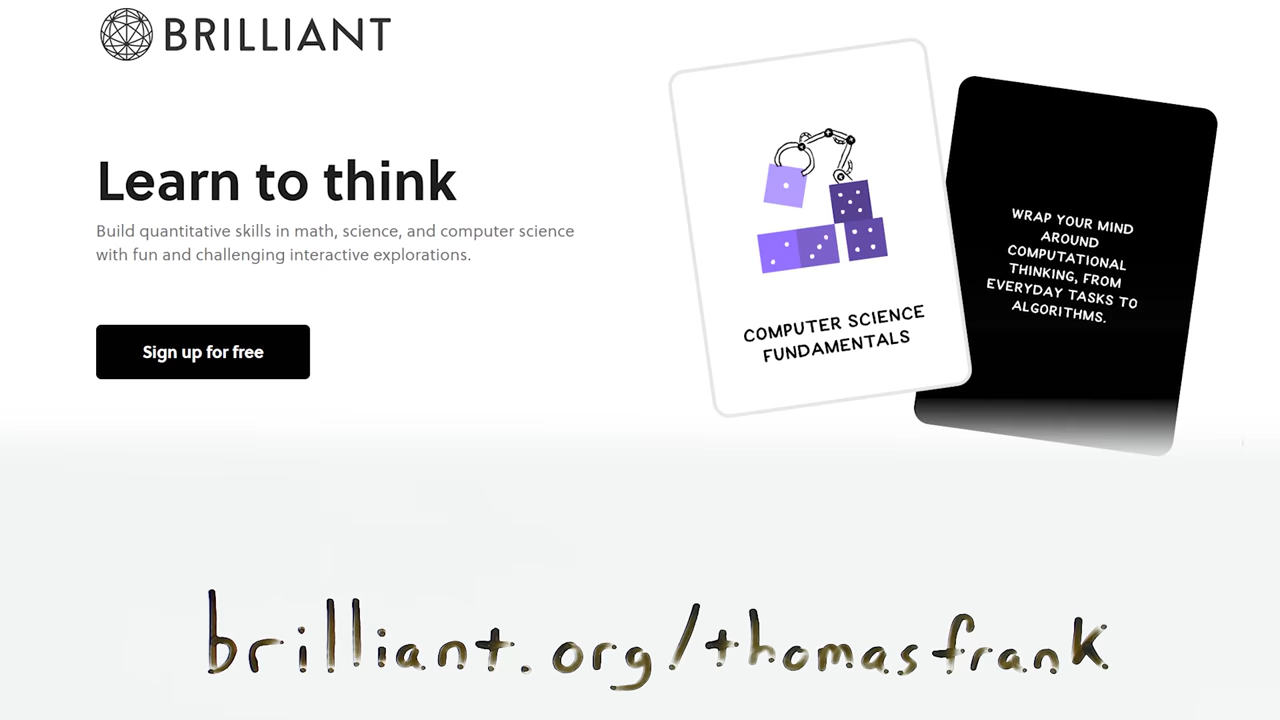 BRILLIANT
Learn to think
Build quantitative skills in math, science, and computer science
with fun and challenging interactive explorations.
Sign up for free
COMPUTER SCIENCE
FUNDAMENTALS
WRAP YOUR MIND
AROUND
COMPUTATIONAL
THINKING, FROM
EVERYDAY TASKS TO
ALGORITHMS.
brilliant.org/thomasfrank